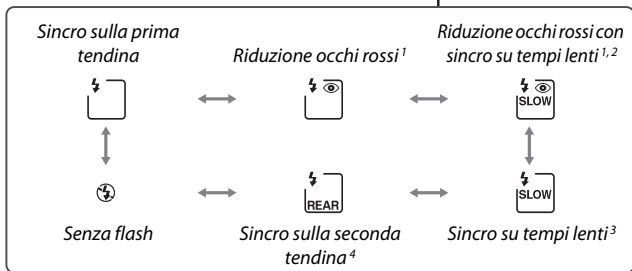 Sincro sulla prima
tendina
Riduzione occhi rossi 1
Riduzione occhi rossi con
sincro su tempi lenti 1, 2
SLOW
REAR
SLOW
Senza flash
Sincro sulla seconda
tendina 4
Sincro su tempi lenti 3